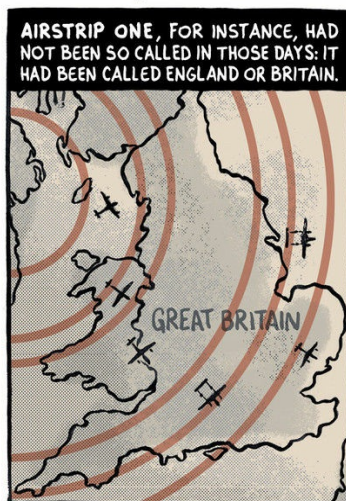 AIRSTRIP ONE, FOR INSTANCE, HAD
NOT BEEN SO CALLED IN THOSE DAYS: IT
HAD BEEN CALLED ENGLAND OR BRITAIN.
GREAT BRITAIN